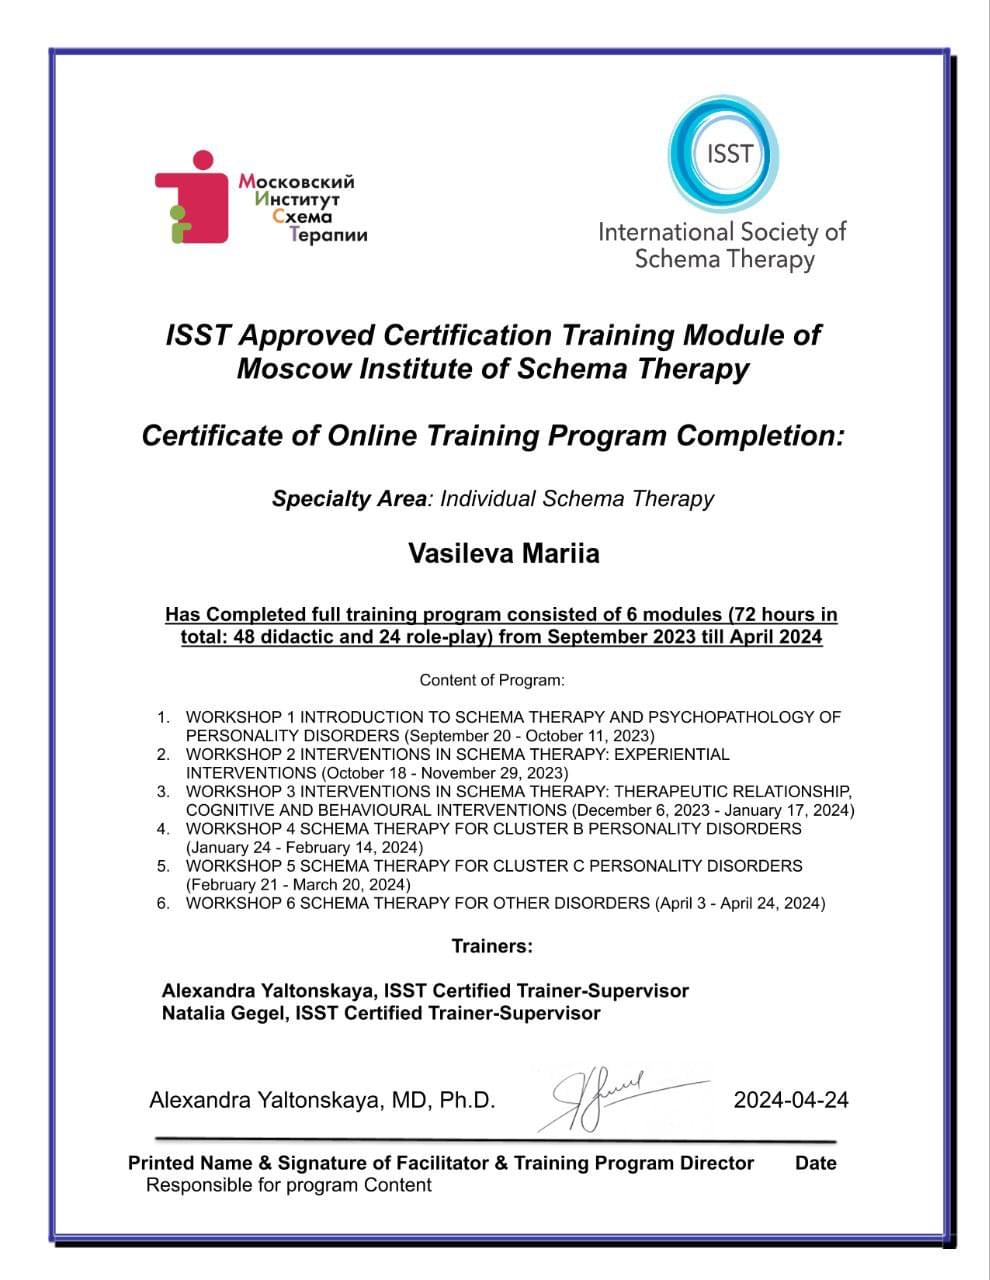 Московский
Институт
Схема
Терапии
ISST
International Society of
Schema Therapy
ISST Approved Certification Training Module of
Moscow Institute of Schema Therapy
Certificate of Online Training Program Completion:
Specialty Area: Individual Schema Therapy
Vasileva Mariia
Has Completed full training program consisted of 6 modules (72 hours in
total: 48 didactic and 24 role-play) from September 2023 till April 2024
Content of Program:
1. WORKSHOP 1 INTRODUCTION TO SCHEMA THERAPY AND PSYCHOPATHOLOGY OF
PERSONALITY DISORDERS (September 20 - October 11, 2023)
2. WORKSHOP 2 INTERVENTIONS IN SCHEMA THERAPY: EXPERIENTIAL
INTERVENTIONS (October 18 - November 29, 2023)
3. WORKSHOP 3 INTERVENTIONS IN SCHEMA THERAPY: THERAPEUTIC RELATIONSHIP,
COGNITIVE AND BEHAVIOURAL INTERVENTIONS (December 6, 2023 - January 17, 2024)
4. WORKSHOP 4 SCHEMA THERAPY FOR CLUSTER B PERSONALITY DISORDERS
(January 24 - February 14, 2024)
5. WORKSHOP 5 SCHEMA THERAPY FOR CLUSTER C PERSONALITY DISORDERS
(February 21 - March 20, 2024)
6. WORKSHOP 6 SCHEMA THERAPY FOR OTHER DISORDERS (April 3 - April 24, 2024)
Trainers:
Alexandra Yaltonskaya, ISST Certified Trainer-Supervisor
Natalia Gegel, ISST Certified Trainer-Supervisor
Alexandra Yaltonskaya, MD, Ph.D. 2024-04-24
Printed Name & Signature of Facilitator & Training Program Director Date
Responsible for program Content